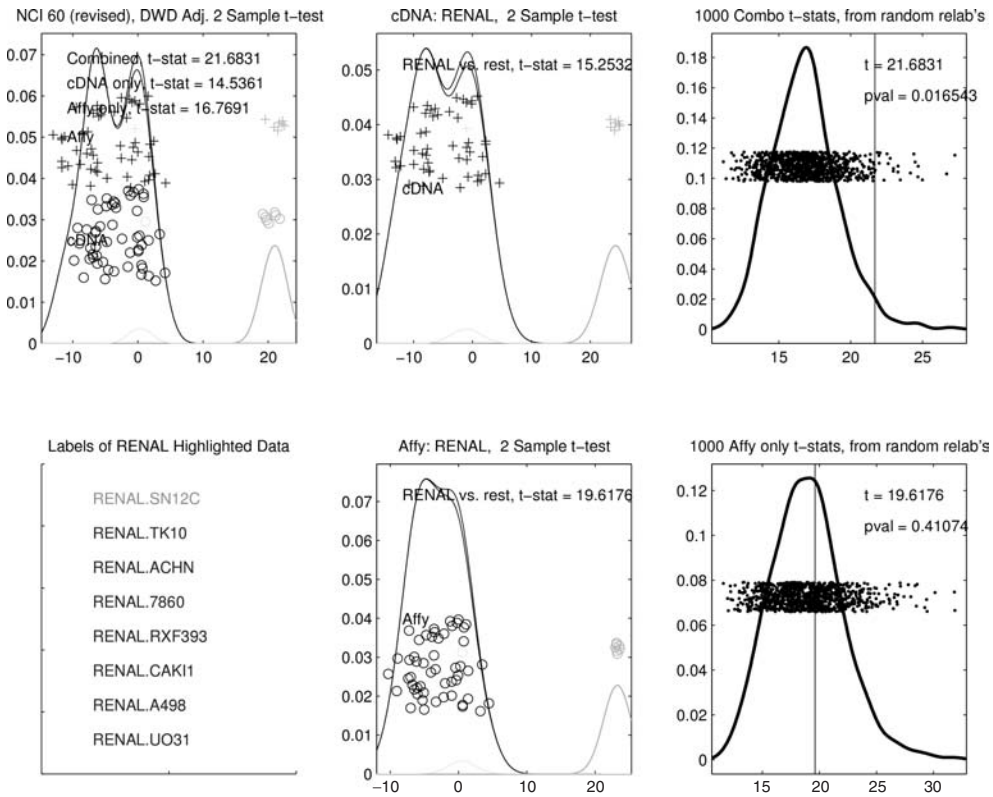 NCI 60 (revised), DWD Adj. 2 Sample t−test
0.07
0.06
0.05
0.04
0.03
0.02
0.01
0
−10
0
10
20
Combined t−stat = 21.6831
cDNA only, t−stat = 14.5361
Affy only, t−stat = 16.7691
Affy
cDNA
cDNA: RENAL, 2 Sample t−test
0.05
0.04
0.03
0.02
0.01
0
−10
0
10
20
RENAL vs. rest, t−stat = 15.2532
cDNA
1000 Combo t−stats, from random relab's
0.18
0.16
0.14
0.12
0.1
0.08
0.06
0.04
0.02
0
15
20
25
t = 21.6831
pval = 0.016543
Labels of RENAL Highlighted Data
RENAL.SN12C
RENAL.TK10
RENAL.ACHN
RENAL.7860
RENAL.RXF393
RENAL.CAKI1
RENAL.A498
RENAL.UO31
Affy: RENAL, 2 Sample t−test
0.07
0.06
0.05
0.04
0.03
0.02
0.01
0
−10
0
10
20
RENAL vs. rest, t−stat = 19.6176
Affy
1000 Affy only t−stats, from random relab's
0.12
0.1
0.08
0.06
0.04
0.02
0
15
20
25
30
t = 19.6176
pval = 0.41074